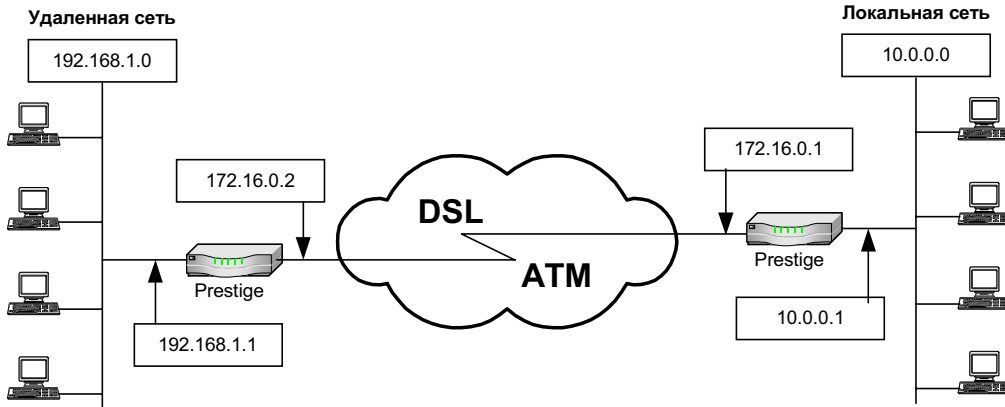 Удаленная сеть
192.168.1.0
Локальная сеть
10.0.0.0
172.16.0.2
172.16.0.1
DSL
ATM
Prestige
Prestige
192.168.1.1
10.0.0.1